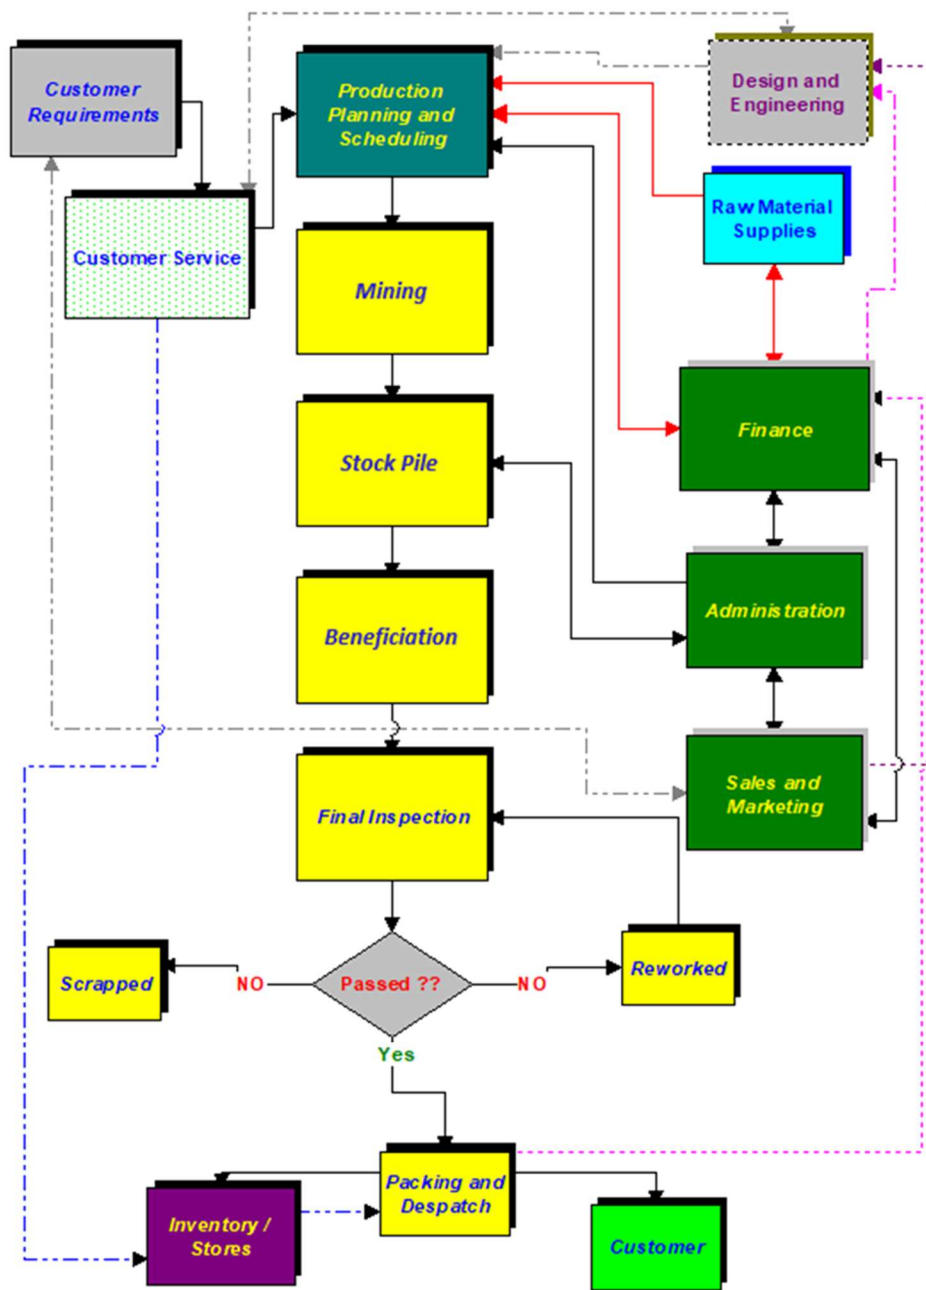 Customer
Requirements
Production
Planning and
Scheduling
Design and
Engineering
Raw Material
Supplies
Customer Service
Mining
Finance
Stock Pile
Administration
Beneficiation
Sales and
Marketing
Final Inspection
Scrapped
NO
Passed ??
NO
Reworked
Yes
Packing and
Despatch
Inventory /
Stores
Customer